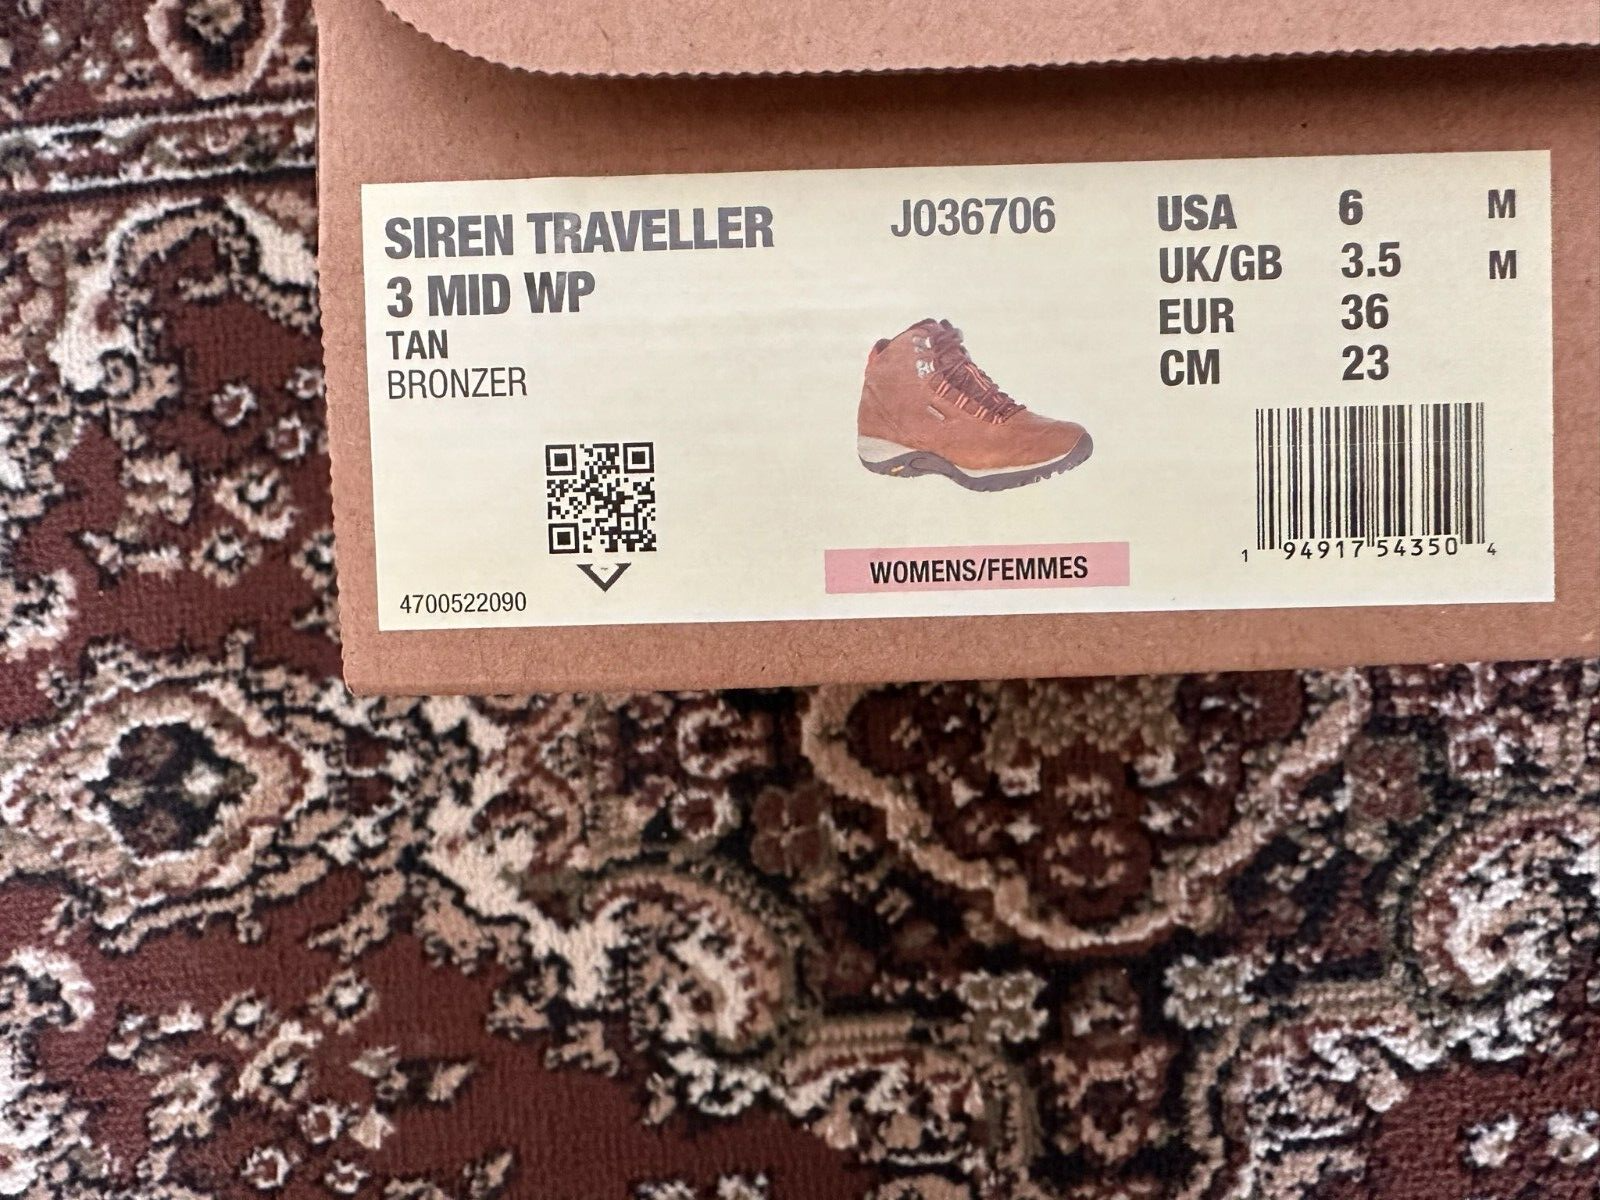 SIREN TRAVELLER
3 MID WP
TAN
BRONZER
4700522090
J036706
WOMENS/FEMMES
USA 6 M
UK/GB 3.5 M
EUR 36
CM 23
1 94917 54350 4